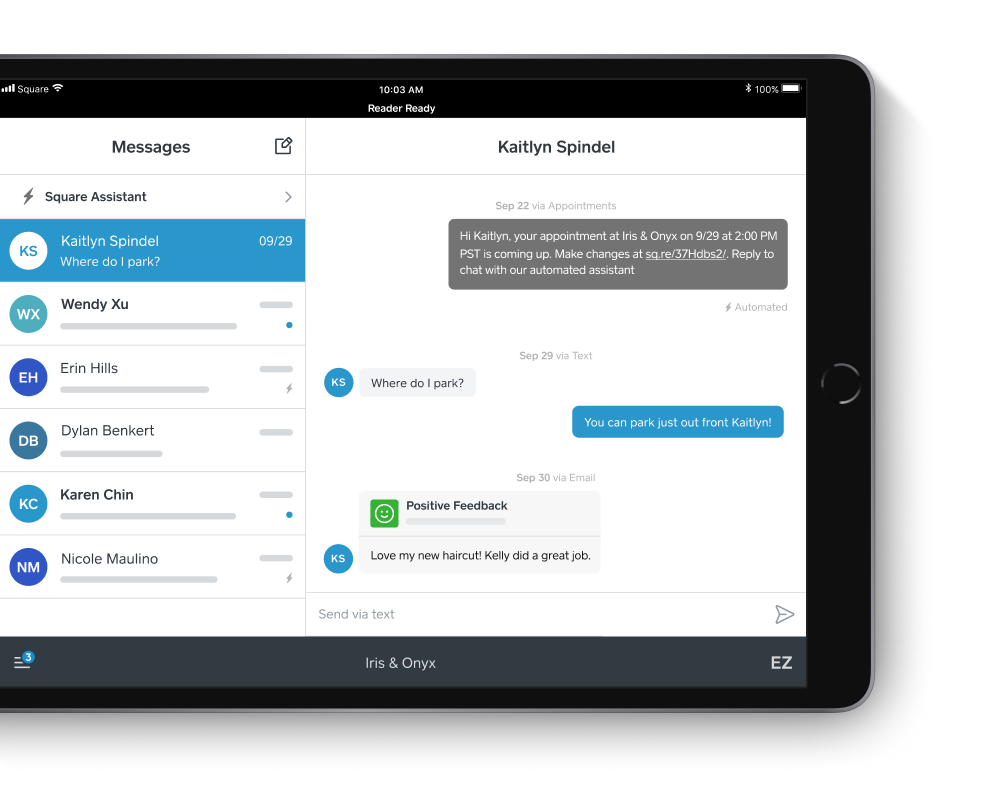 Square
10:03 AM
100%
Reader Ready
Messages
Square Assistant
KS
Kaitlyn Spindel
09/29
Where do I park?
WX
Wendy Xu
EH
Erin Hills
DB
Dylan Benkert
KC
Karen Chin
NM
Nicole Maulino
Kaitlyn Spindel
Sep 22 via Appointments
Hi Kaitlyn, your appointment at Iris & Onyx on 9/29 at 2:00 PM
PST is coming up. Make changes at sq.re/37Hdbs2/. Reply to
chat with our automated assistant
Automated
Sep 29 via Text
KS
Where do I park?
You can park just out front Kaitlyn!
Sep 30 via Email
Positive Feedback
KS
Love my new haircut! Kelly did a great job.
Send via text
3
Iris & Onyx
EZ